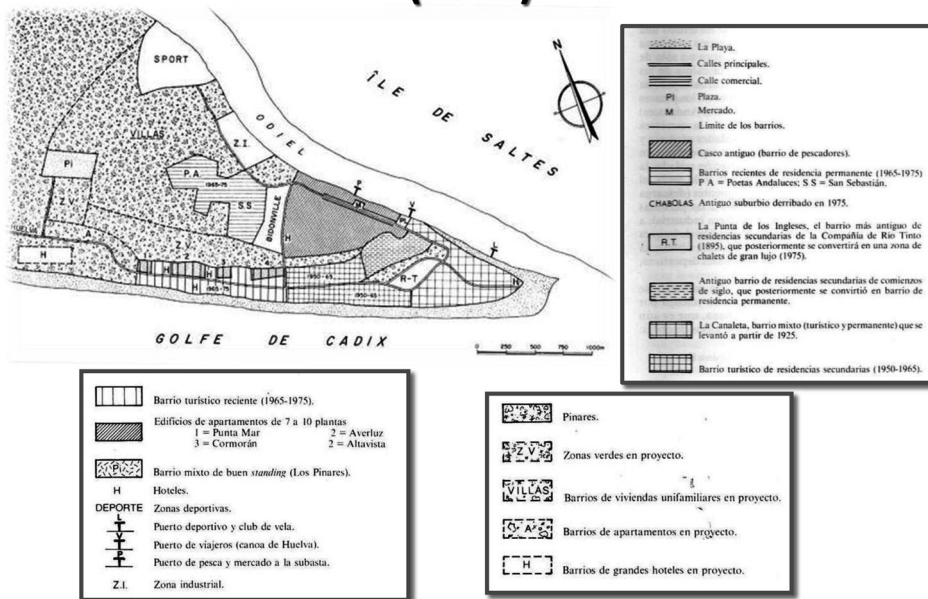 SPORT
ÎLE DE SALTES
N
ODIEL
VILLAS
Z.I.
P.A
1965-75
S.S
BIDONVILLE
Pi
Z.V
A
H
Z
H
P
M
V
Pl
L
H
H
H
1965-75
1950-65
R-T
1950-65
H
GOLFE DE CADIX
0 250 500 750 1000m
La Playa.
Calles principales.
Calle comercial.
Pl Plaza.
M Mercado.
Límite de los barrios.
Casco antiguo (barrio de pescadores).
Barrios recientes de residencia permanente (1965-1975)
P A = Poetas Andaluces; S S = San Sebastián.
CHABOLAS Antiguo suburbio derribado en 1975.
R.T. La Punta de los Ingleses, el barrio más antiguo de
residencias secundarias de la Compañía de Río Tinto
(1895), que posteriormente se convertirá en una zona de
chalets de gran lujo (1975).
Antiguo barrio de residencias secundarias de comienzos de
siglo, que posteriormente se convirtió en barrio de
residencia permanente.
La Canaleta, barrio mixto (turístico y permanente) que se
levantó a partir de 1925.
Barrio turístico de residencias secundarias (1950-1965).
Barrio turístico reciente (1965-1975).
Edificios de apartamentos de 7 a 10 plantas
1 = Punta Mar 2 = Averluz
3 = Cormorán 2 = Altavista
Pi Barrio mixto de buen standing (Los Pinares).
H Hoteles.
DEPORTE Zonas deportivas.
L Puerto deportivo y club de vela.
V Puerto de viajeros (canoa de Huelva).
P Puerto de pesca y mercado a la subasta.
Z.I. Zona industrial.
Pinares.
Z V Zonas verdes en proyecto.
VILLAS Barrios de viviendas unifamiliares en proyecto.
A Barrios de apartamentos en proyecto.
H Barrios de grandes hoteles en proyecto.